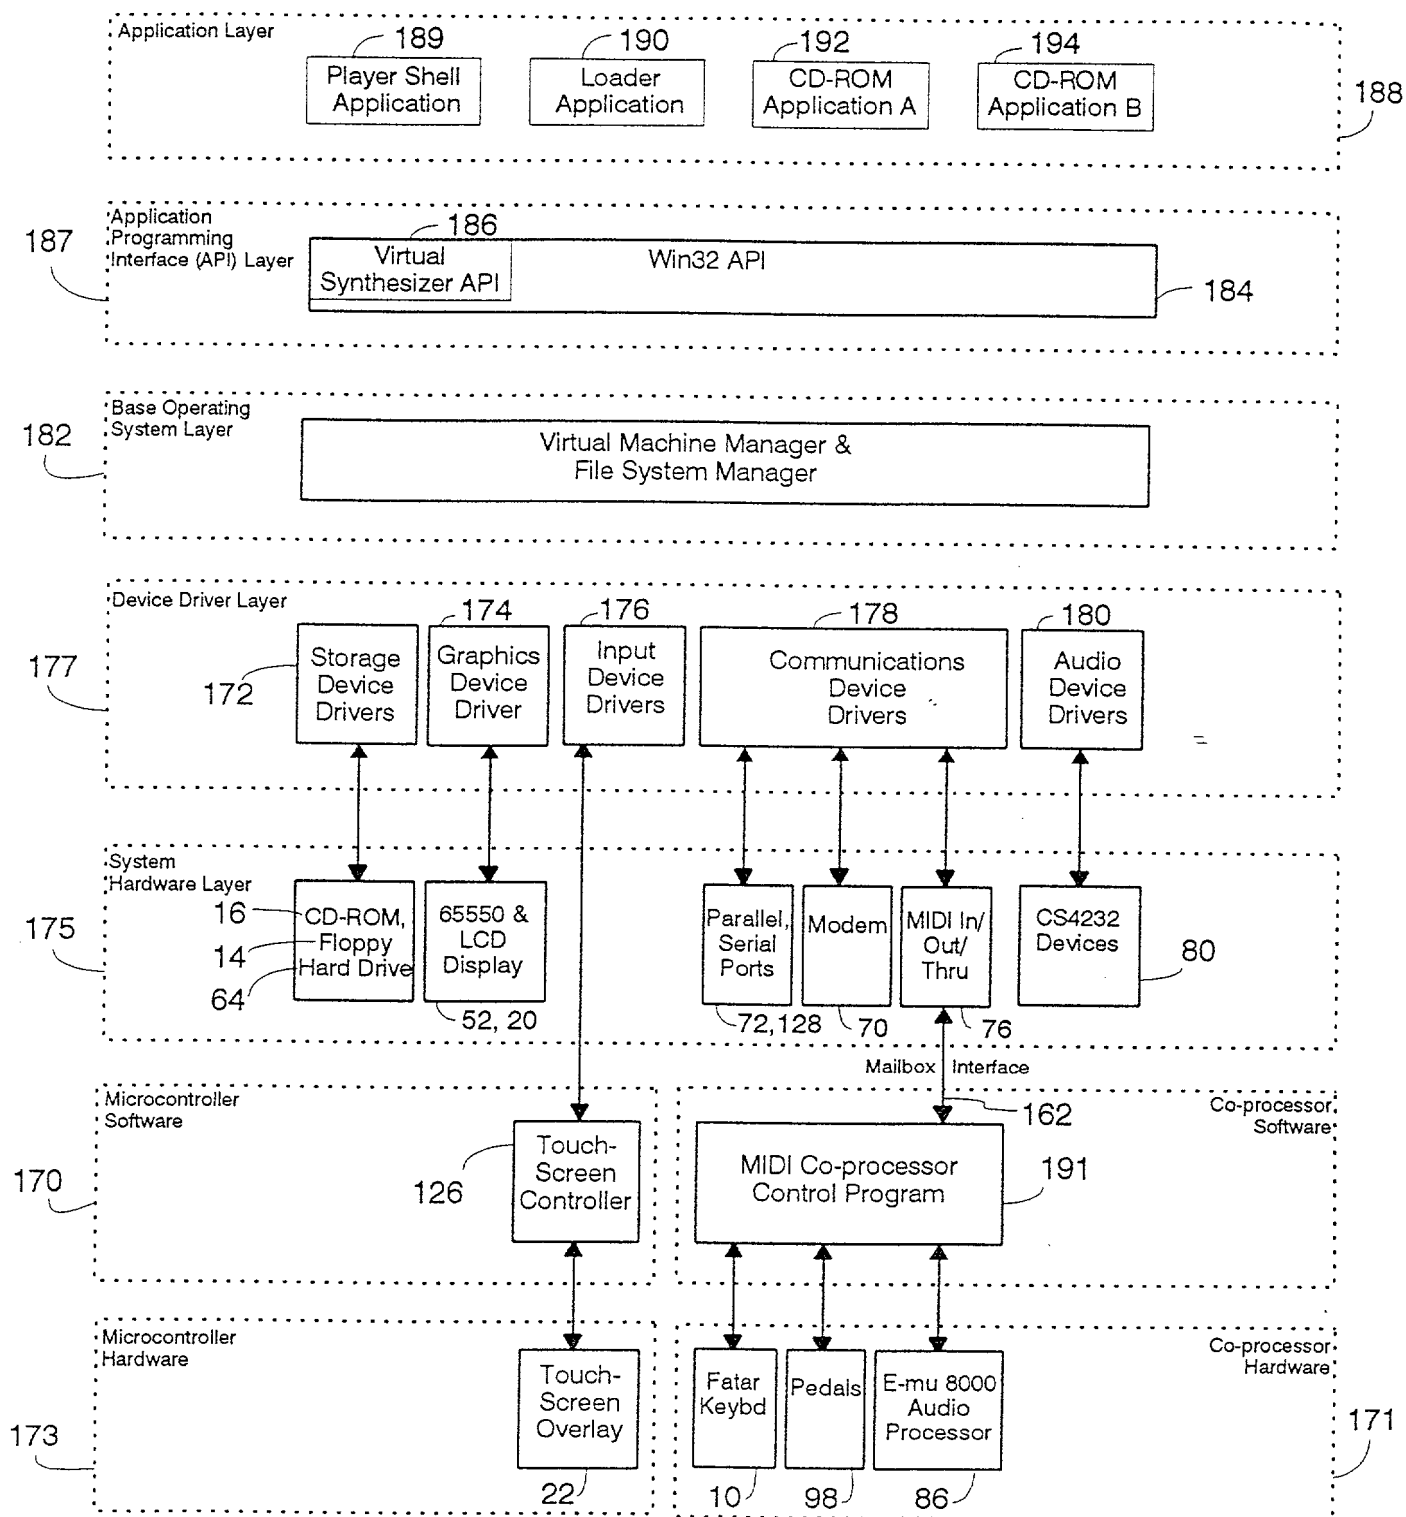 Application Layer
189
190
192
194
Player Shell
Application
Loader
Application
CD-ROM
Application A
CD-ROM
Application B
188
187
Application
Programming
Interface (API) Layer
186
Virtual
Synthesizer API
Win32 API
184
182
Base Operating
System Layer
Virtual Machine Manager &
File System Manager
177
Device Driver Layer
172
Storage
Device
Drivers
174
Graphics
Device
Driver
176
Input
Device
Drivers
178
Communications
Device
Drivers
180
Audio
Device
Drivers
175
System
Hardware Layer
16
14
64
CD-ROM,
Floppy
Hard Drive
65550 &
LCD
Display
52, 20
Parallel,
Serial
Ports
72, 128
Modem
70
MIDI In/
Out/
Thru
76
CS4232
Devices
80
Mailbox Interface
162
170
Microcontroller
Software
126
Touch-
Screen
Controller
Co-processor
Software
MIDI Co-processor
Control Program
191
173
Microcontroller
Hardware
Touch-
Screen
Overlay
22
Co-processor
Hardware
Fatar
Keybd
10
Pedals
98
E-mu 8000
Audio
Processor
86
171